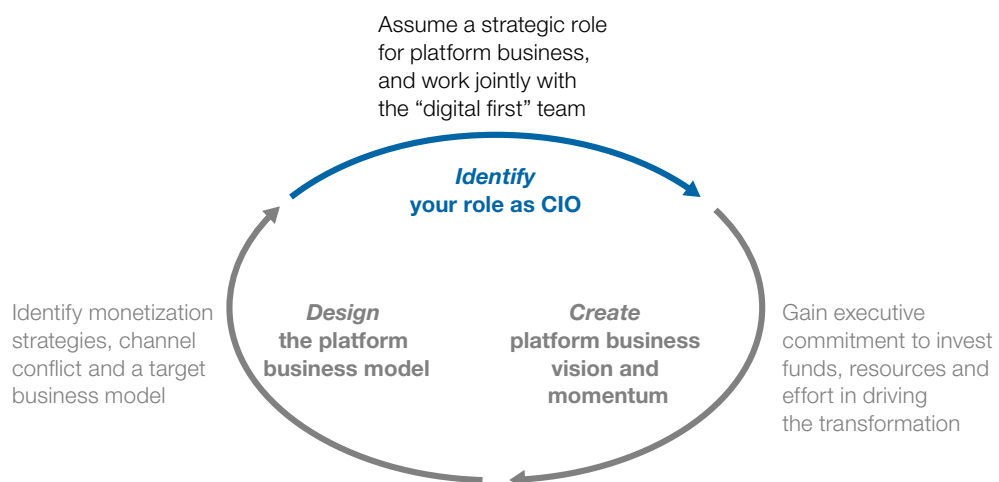 Assume a strategic role
for platform business,
and work jointly with
the “digital first” team
Identify
your role as CIO
Identify monetization
strategies, channel
conflict and a target
business model
Design
the platform
business model
Create
platform business
vision and
momentum
Gain executive
commitment to invest
funds, resources and
effort in driving
the transformation